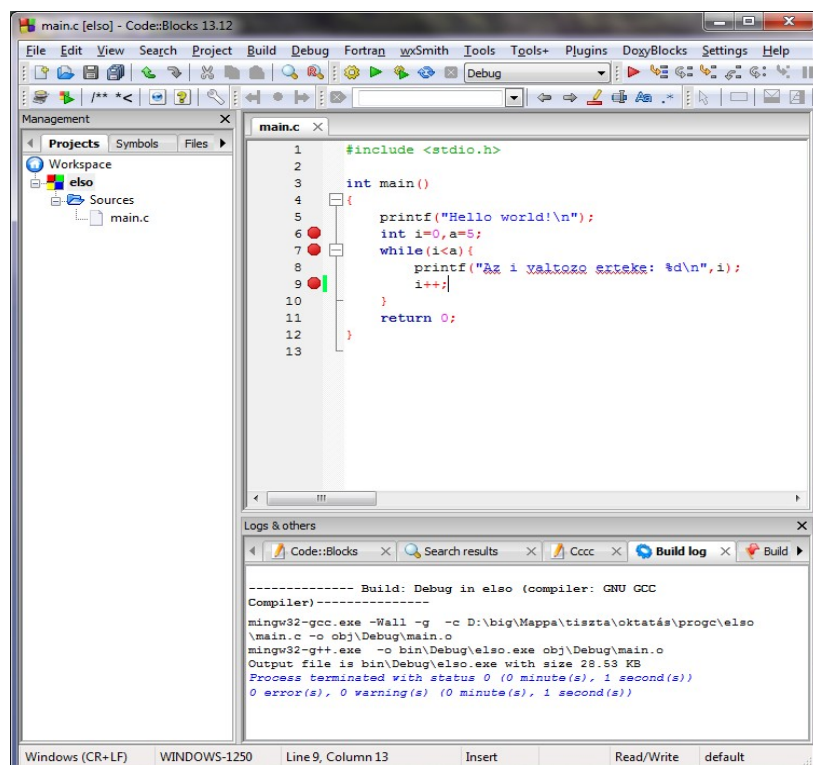 main.c [elso] - Code::Blocks 13.12
File Edit View Search Project Build Debug Fortran wxSmith Tools Tools+ Plugins DoxyBlocks Settings Help
Debug
/** *<
Management
Projects Symbols Files
Workspace
elso
Sources
main.c
main.c
1 #include <stdio.h>
2
3 int main()
4 {
5 printf("Hello world!\n");
6 int i=0,a=5;
7 while(i<a){
8 printf("Az i valtozo erteke: %d\n",i);
9 i++;
10 }
11 return 0;
12 }
13
Logs & others
Code::Blocks Search results Cccc Build log Build
-------------- Build: Debug in elso (compiler: GNU GCC
Compiler)---------------
mingw32-gcc.exe -Wall -g -c D:\big\Mappa\tiszta\oktatás\progc\elso
\main.c -o obj\Debug\main.o
mingw32-g++.exe -o bin\Debug\elso.exe obj\Debug\main.o
Output file is bin\Debug\elso.exe with size 28.53 KB
Process terminated with status 0 (0 minute(s), 1 second(s))
0 error(s), 0 warning(s) (0 minute(s), 1 second(s))
Windows (CR+LF) WINDOWS-1250 Line 9, Column 13 Insert Read/Write default